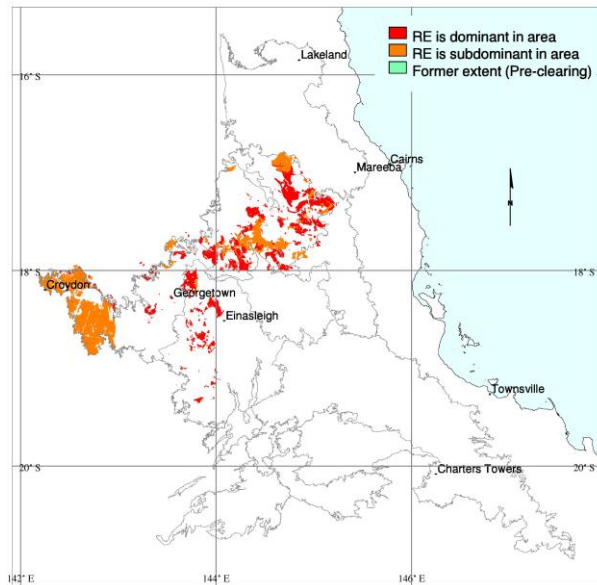 RE is dominant in area
RE is subdominant in area
Former extent (Pre-clearing)
Lakeland
16° S
Cairns
Mareeba
N
18° S
18° S
Croydon
Georgetown
Einasleigh
Townsville
20° S
Charters Towers
20° S
142° E
144° E
146° E